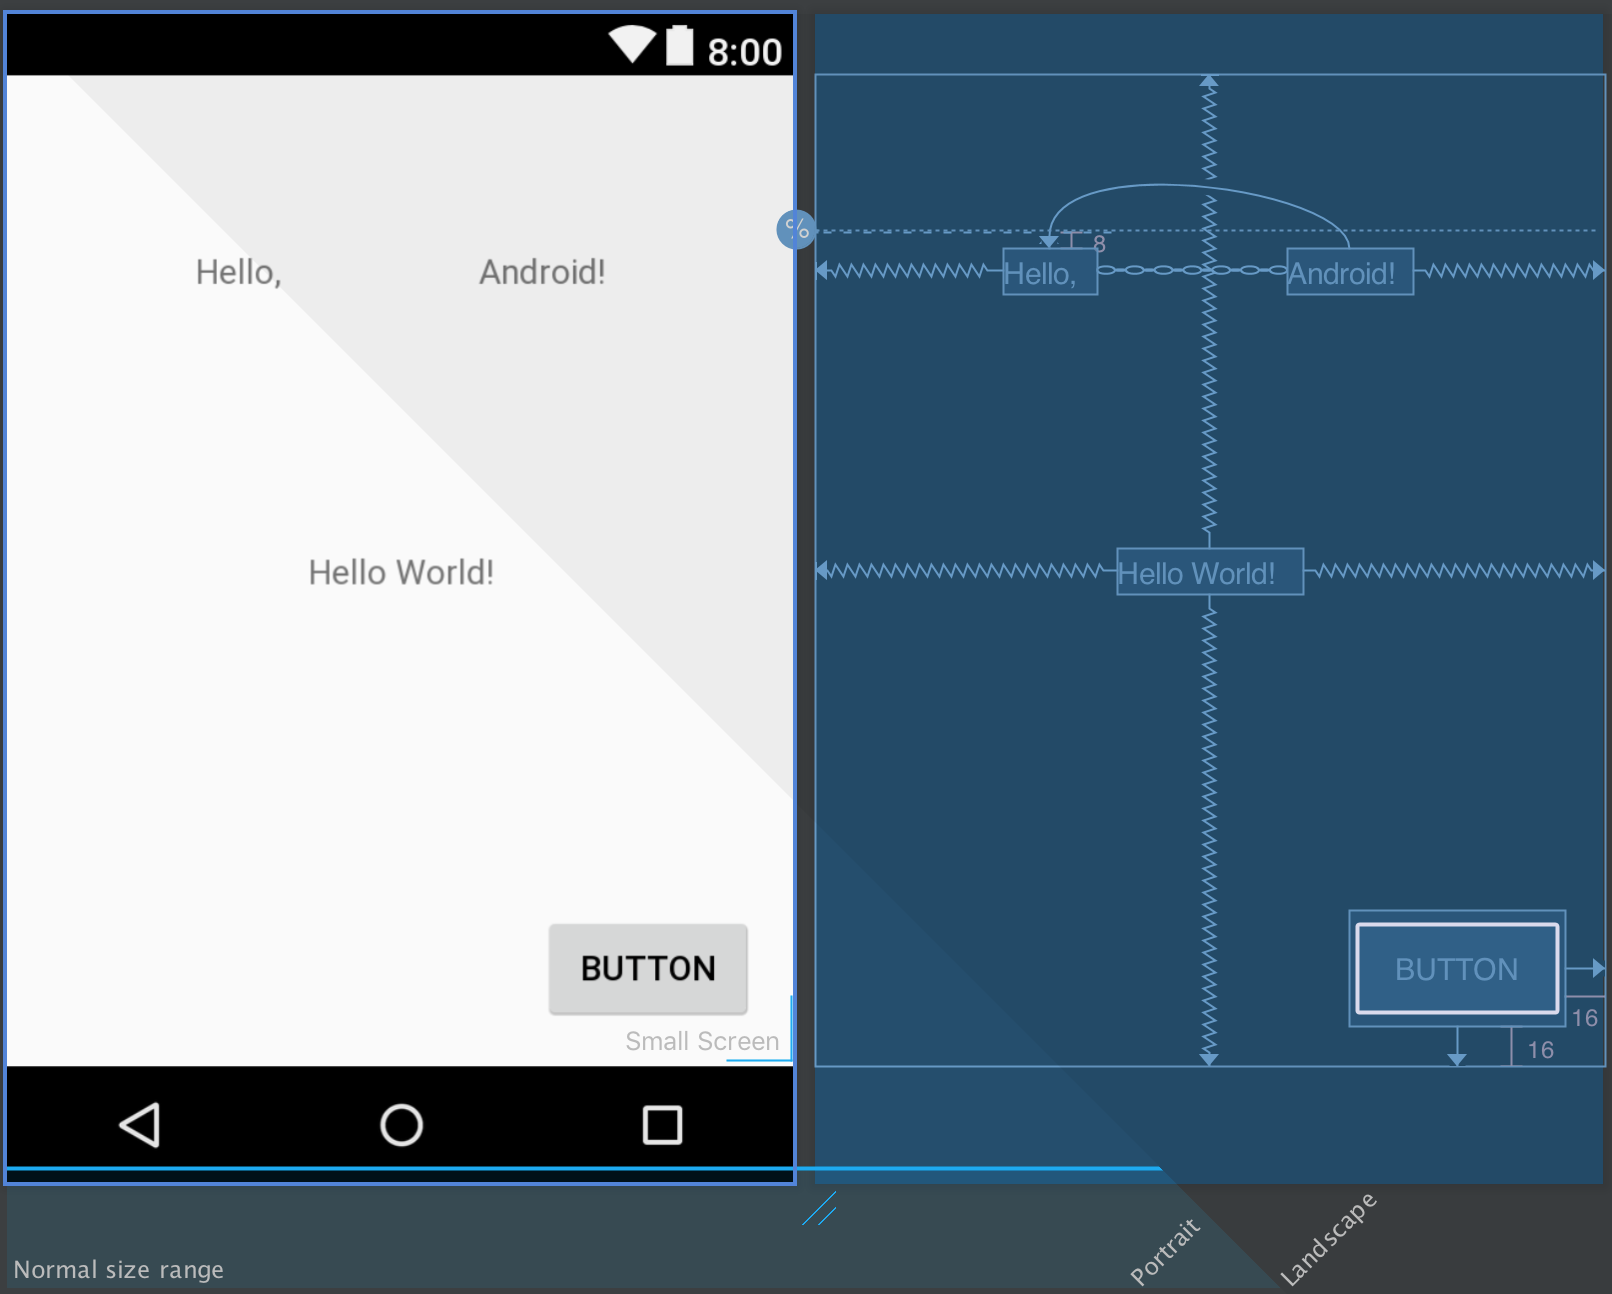 8:00
Hello,
Android!
Hello World!
BUTTON
Small Screen
%
8
Hello,
Android!
Hello World!
BUTTON
16
16
Portrait
Landscape
Normal size range